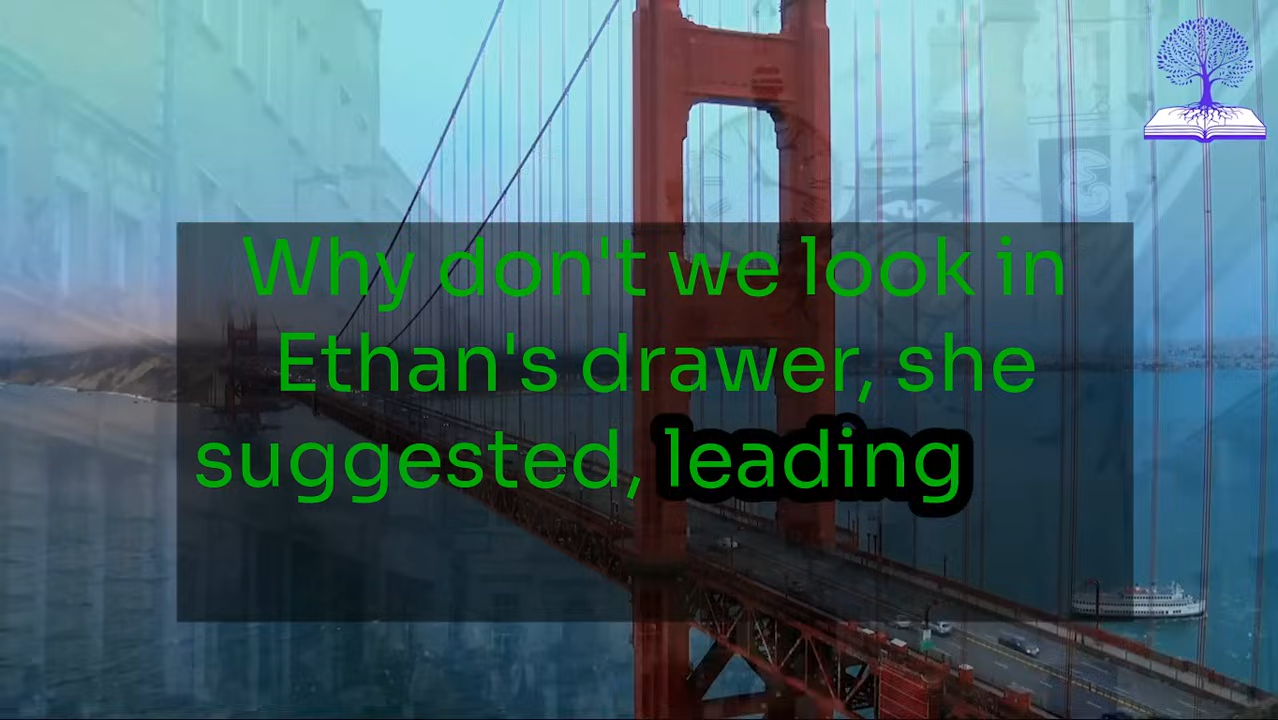 Why don't we look in
Ethan's drawer, she
suggested, leading